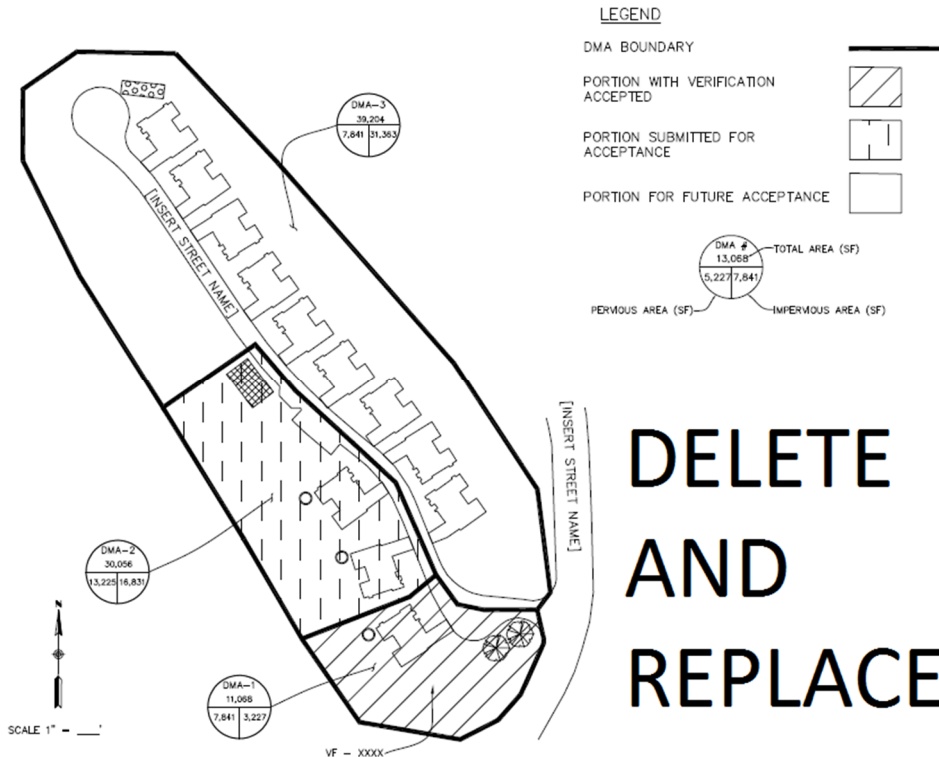 LEGEND
DMA BOUNDARY
PORTION WITH VERIFICATION
ACCEPTED
PORTION SUBMITTED FOR
ACCEPTANCE
PORTION FOR FUTURE ACCEPTANCE
DMA #
13,068
5,227 7,841
TOTAL AREA (SF)
PERVIOUS AREA (SF)
IMPERVIOUS AREA (SF)
DMA-3
39,204
7,841 31,363
[INSERT STREET NAME]
[INSERT STREET NAME]
DELETE
AND
REPLACE
DMA-2
30,056
13,225 16,831
N
DMA-1
11,068
7,841 3,227
SCALE 1" - ___'
VF - XXXX